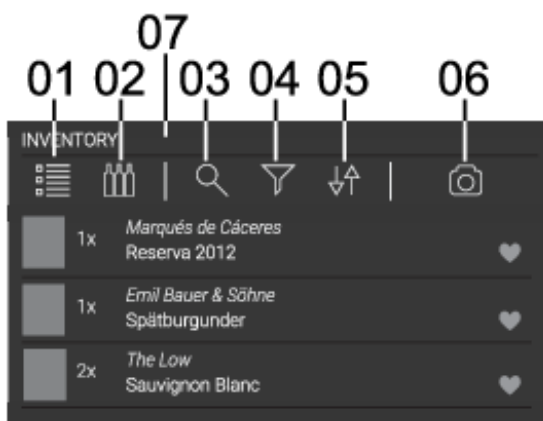 07
01 02 03 04 05 06
INVENTORY
1x Marqués de Cáceres
Reserva 2012
1x Emil Bauer & Söhne
Spätburgunder
2x The Low
Sauvignon Blanc